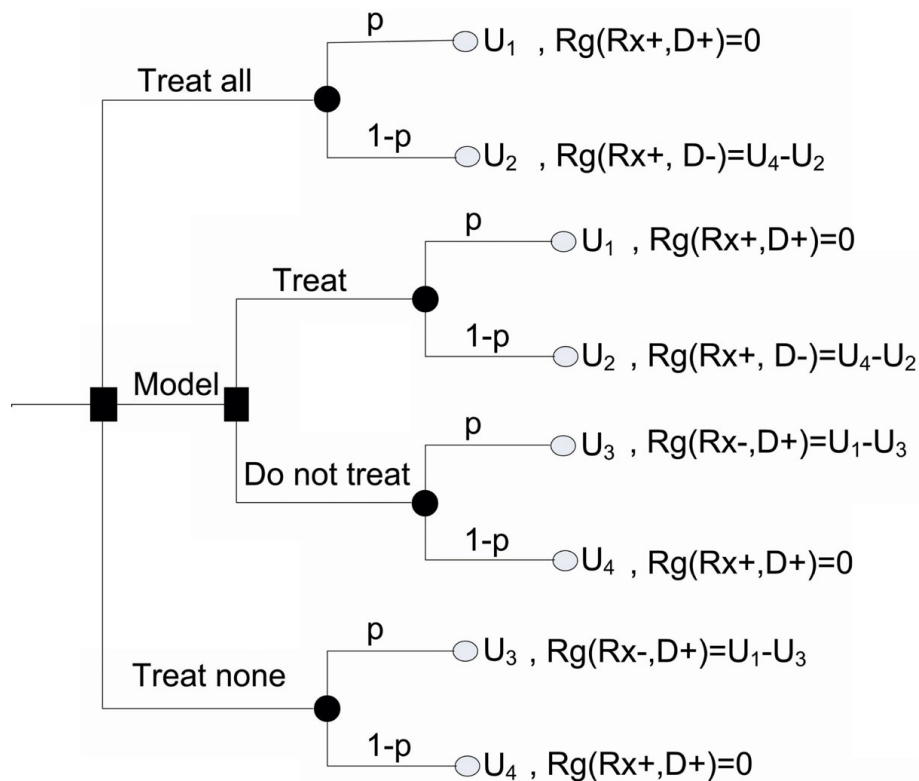 p
U₁ , Rg(Rx+,D+)=0
Treat all
1-p
U₂ , Rg(Rx+, D-)=U₄-U₂
p
U₁ , Rg(Rx+,D+)=0
Treat
1-p
U₂ , Rg(Rx+, D-)=U₄-U₂
Model
p
U₃ , Rg(Rx-,D+)=U₁-U₃
Do not treat
1-p
U₄ , Rg(Rx+,D+)=0
p
U₃ , Rg(Rx-,D+)=U₁-U₃
Treat none
1-p
U₄ , Rg(Rx+,D+)=0